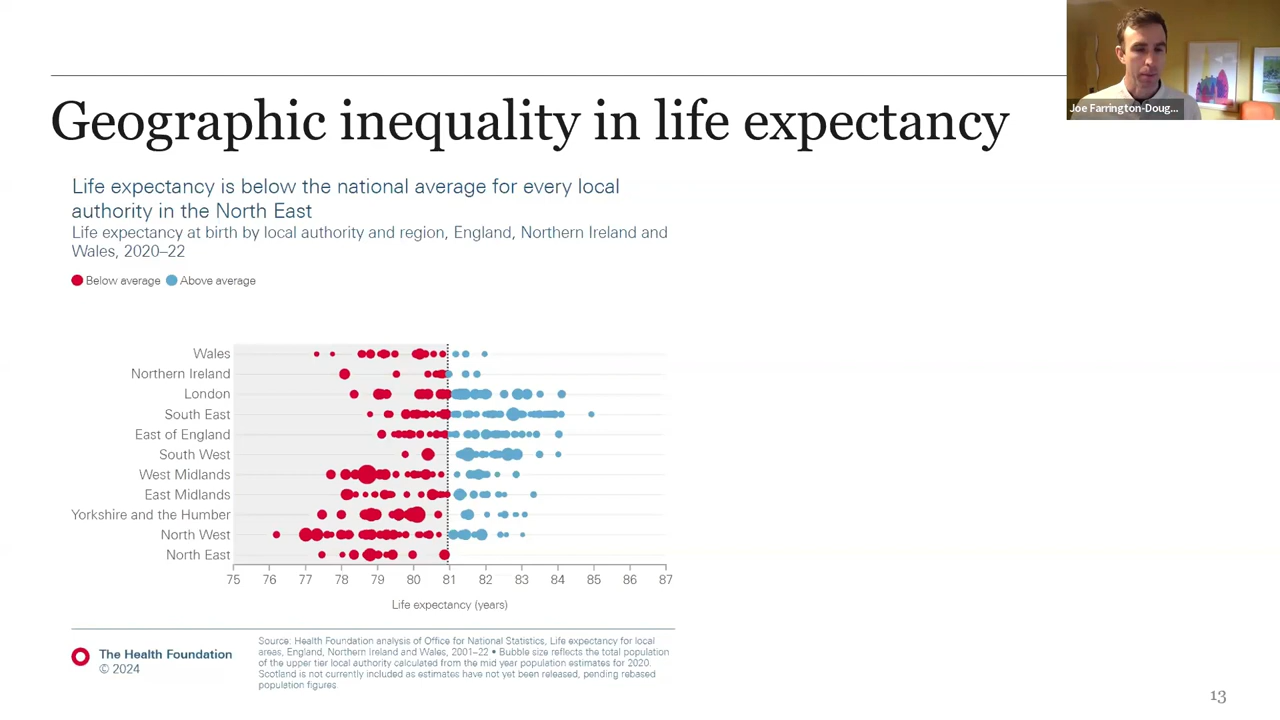 Joe Farrington-Doug...
Geographic inequality in life expectancy
Life expectancy is below the national average for every local
authority in the North East
Life expectancy at birth by local authority and region, England, Northern Ireland and
Wales, 2020–22
Below average Above average
Wales
Northern Ireland
London
South East
East of England
South West
West Midlands
East Midlands
Yorkshire and the Humber
North West
North East
75 76 77 78 79 80 81 82 83 84 85 86 87
Life expectancy (years)
The Health Foundation
© 2024
Source: Health Foundation analysis of Office for National Statistics, Life expectancy for local
areas, England, Northern Ireland and Wales, 2001–22 • Bubble size reflects the total population
of the upper tier local authority calculated from the mid year population estimates for 2020.
Scotland is not currently included as estimates have not yet been released, pending rebased
population figures.
13